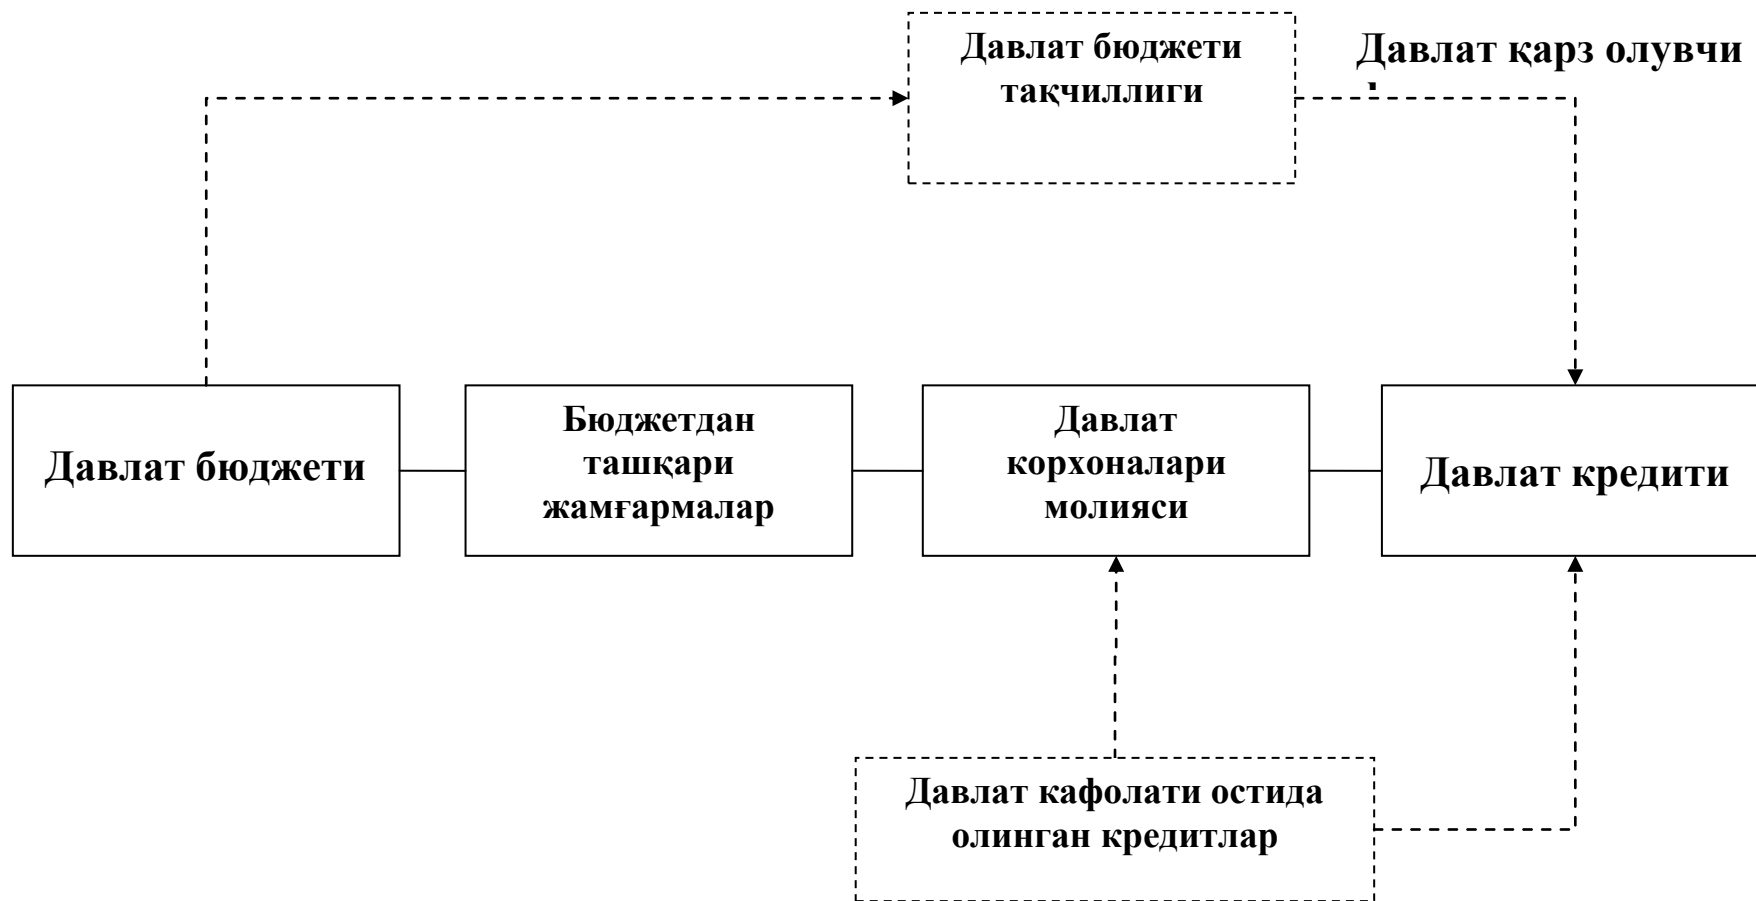 Давлат бюджети
тақчиллиги
Давлат қарз олувчи
Давлат бюджети
Бюджетдан
ташқари
жамғармалар
Давлат
корхоналари
молияси
Давлат кредити
Давлат кафолати остида
олинган кредитлар